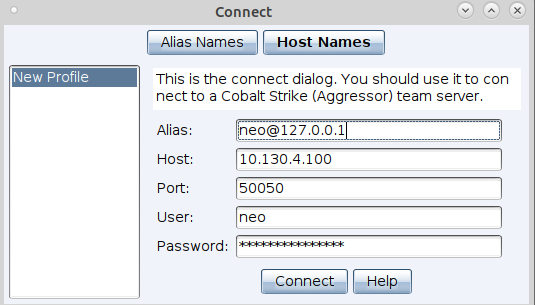 Connect
Alias Names Host Names
New Profile
This is the connect dialog. You should use it to con
nect to a Cobalt Strike (Aggressor) team server.
Alias: neo@127.0.0.1
Host: 10.130.4.100
Port: 50050
User: neo
Password: ***************
Connect Help